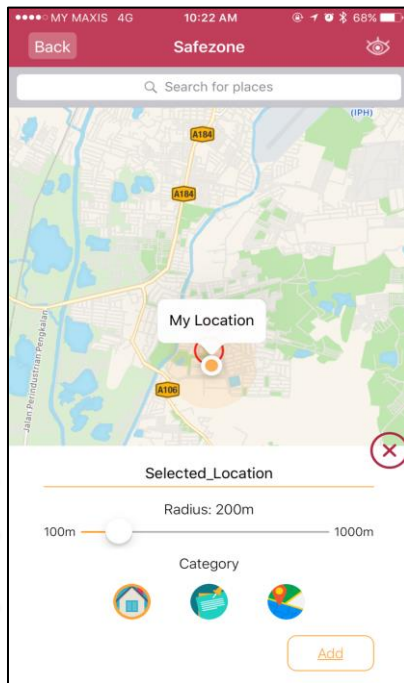 MY MAXIS 4G 10:22 AM 68%
Back Safezone
Search for places
(IPH)
A184
A184
My Location
A106
Jalan Perindustrian Pengkalan
Selected_Location
Radius: 200m
100m 1000m
Category
Add